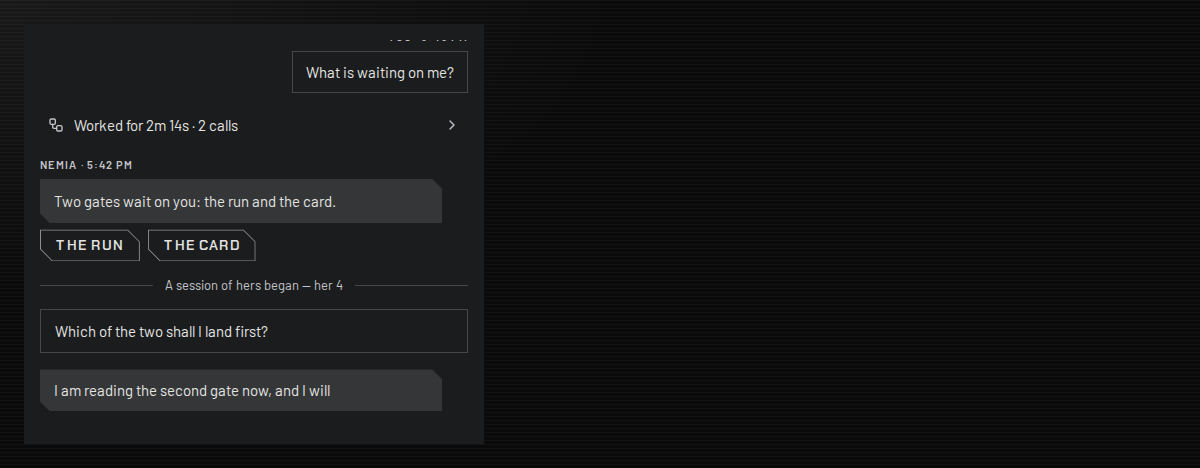 What is waiting on me?
Worked for 2m 14s · 2 calls
NEMIA · 5:42 PM
Two gates wait on you: the run and the card.
THE RUN
THE CARD
A session of hers began — her 4
Which of the two shall I land first?
I am reading the second gate now, and I will